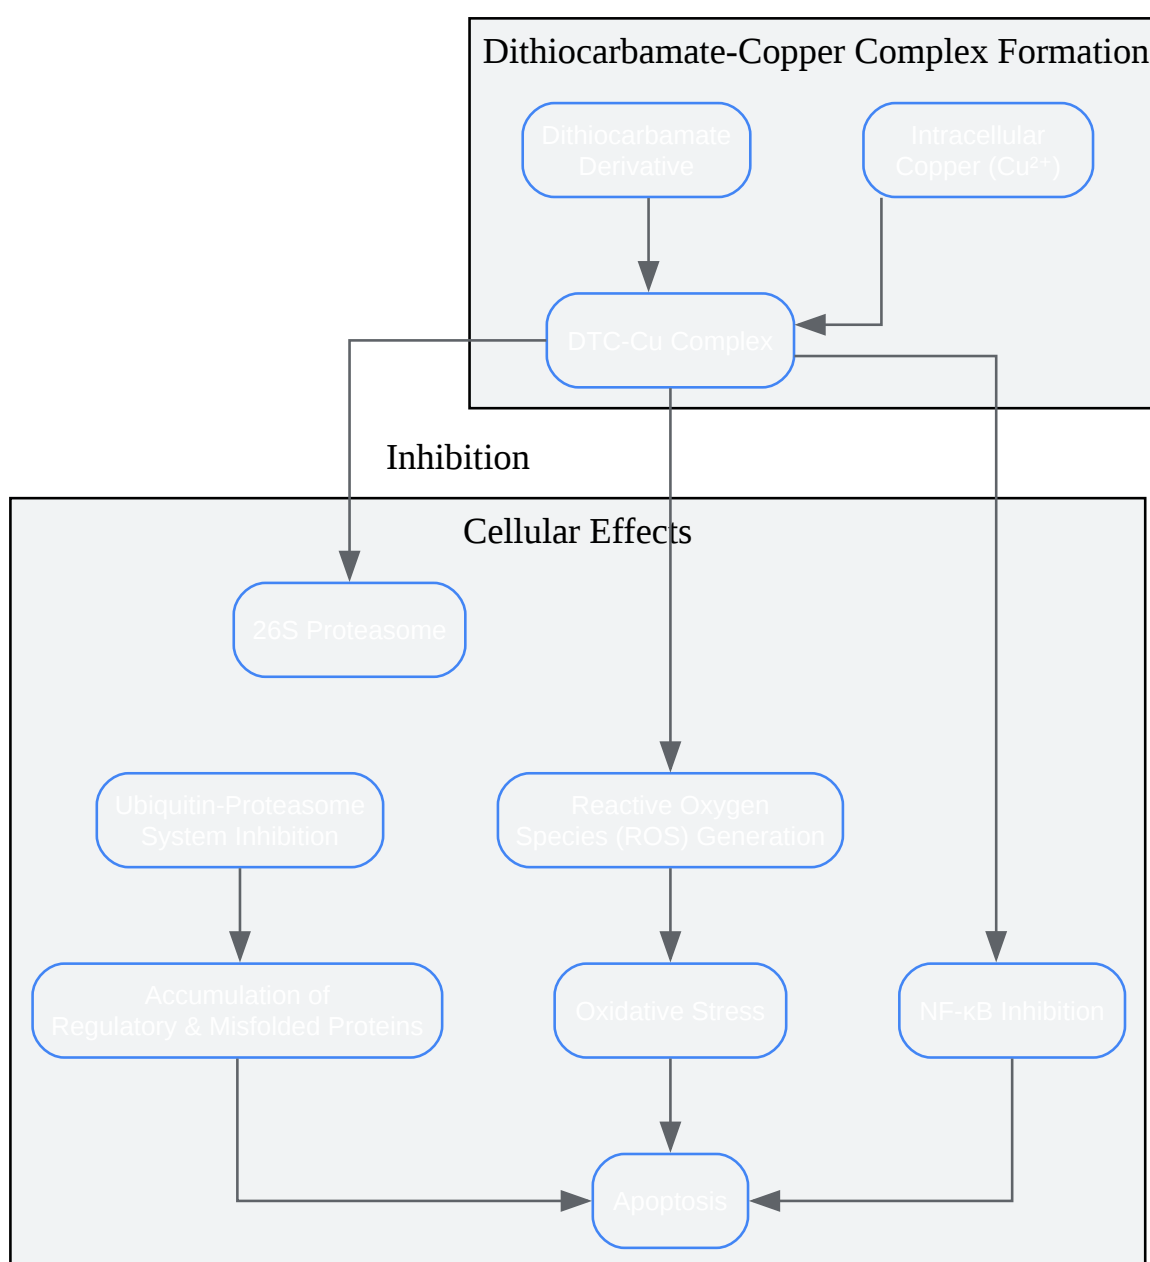 Dithiocarbamate-Copper Complex Formation
Dithiocarbamate
Derivative
Intracellular
Copper (Cu²⁺)
DTC-Cu Complex
Inhibition
Cellular Effects
26S Proteasome
Ubiquitin-Proteasome
System Inhibition
Reactive Oxygen
Species (ROS) Generation
Accumulation of
Regulatory & Misfolded Proteins
Oxidative Stress
NF-κB Inhibition
Apoptosis